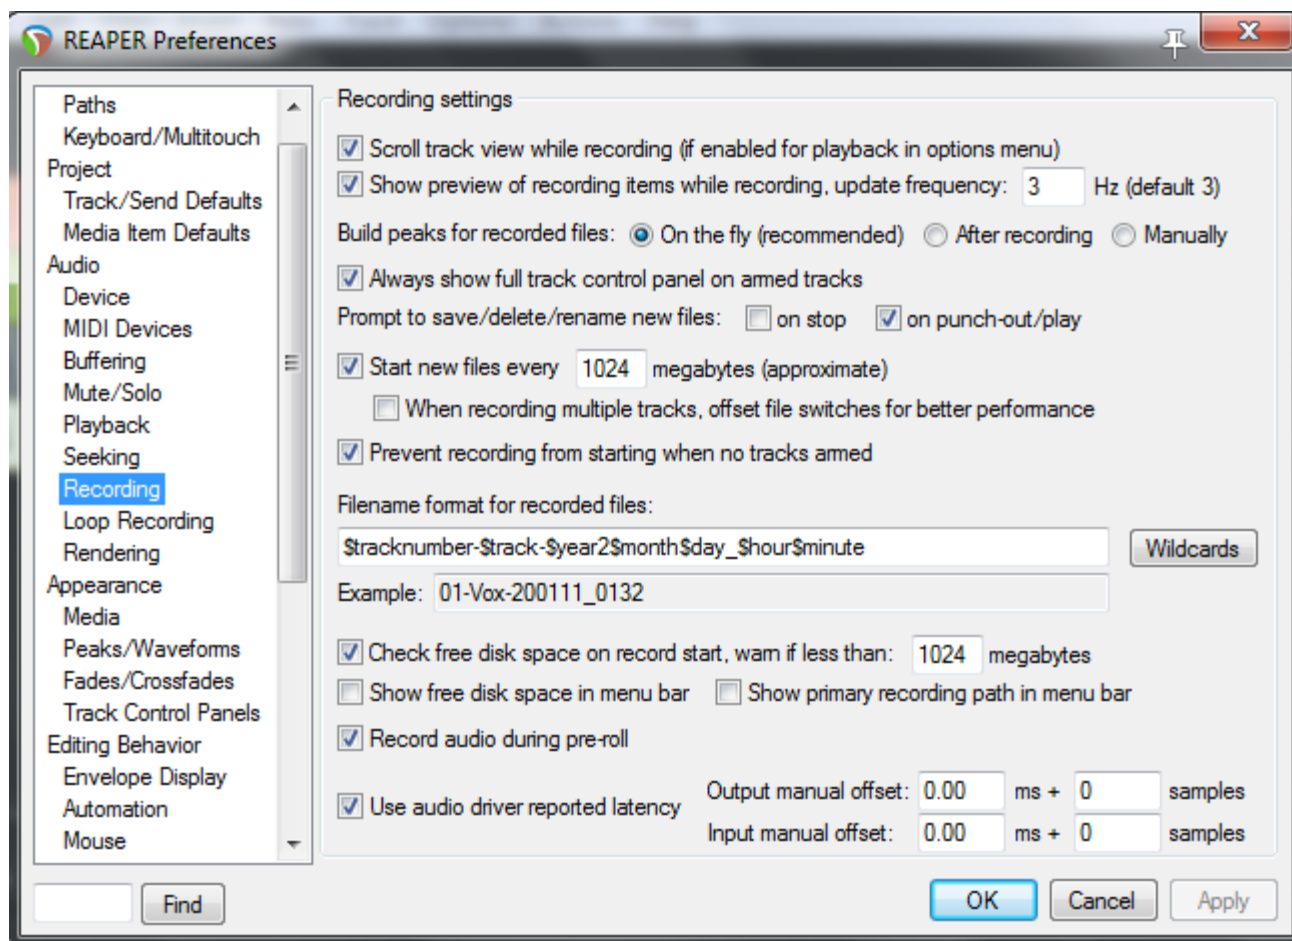 REAPER Preferences
Paths
Keyboard/Multitouch
Project
Track/Send Defaults
Media Item Defaults
Audio
Device
MIDI Devices
Buffering
Mute/Solo
Playback
Seeking
Recording
Loop Recording
Rendering
Appearance
Media
Peaks/Waveforms
Fades/Crossfades
Track Control Panels
Editing Behavior
Envelope Display
Automation
Mouse
Find
Recording settings
Scroll track view while recording (if enabled for playback in options menu)
Show preview of recording items while recording, update frequency: 3 Hz (default 3)
Build peaks for recorded files: On the fly (recommended) After recording Manually
Always show full track control panel on armed tracks
Prompt to save/delete/rename new files: on stop on punch-out/play
Start new files every 1024 megabytes (approximate)
When recording multiple tracks, offset file switches for better performance
Prevent recording from starting when no tracks armed
Filename format for recorded files:
$tracknumber-$track-$year2$month$day_$hour$minute Wildcards
Example: 01-Vox-200111_0132
Check free disk space on record start, warn if less than: 1024 megabytes
Show free disk space in menu bar Show primary recording path in menu bar
Record audio during pre-roll
Use audio driver reported latency
Output manual offset: 0.00 ms + 0 samples
Input manual offset: 0.00 ms + 0 samples
OK Cancel Apply